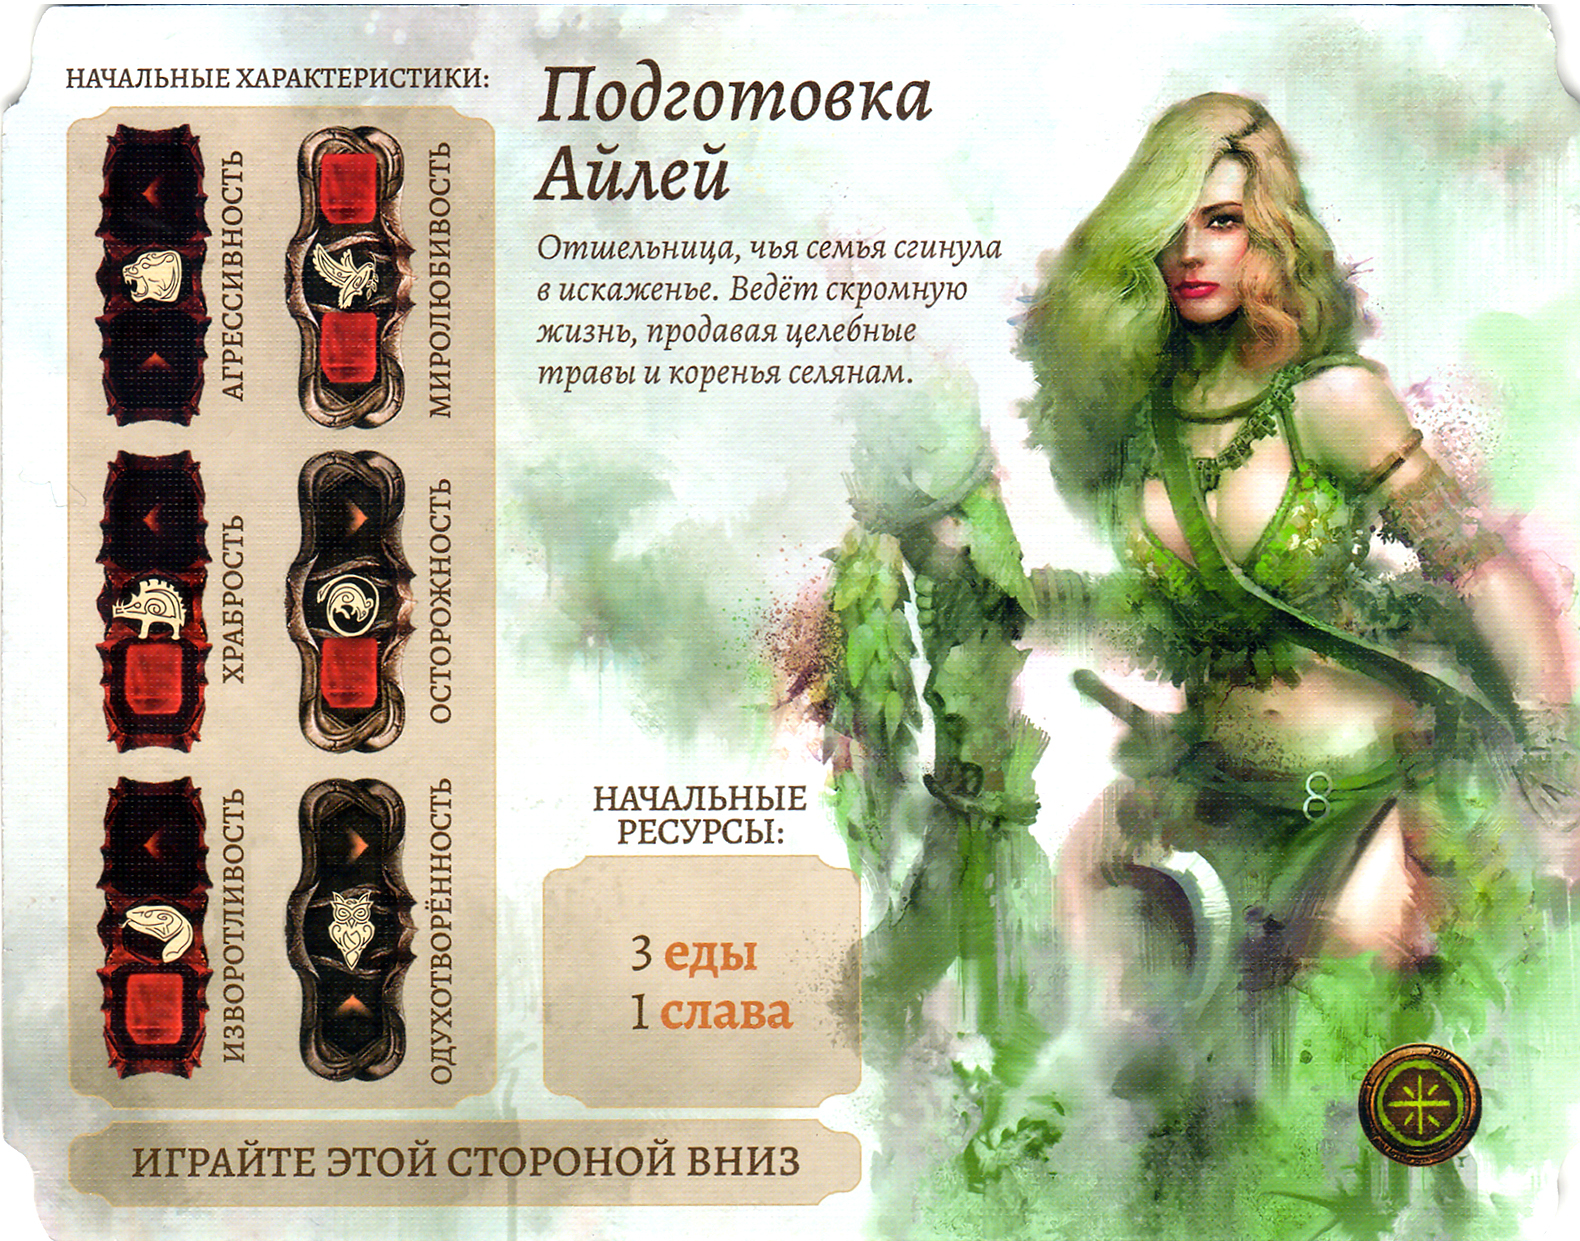 НАЧАЛЬНЫЕ ХАРАКТЕРИСТИКИ:
АГРЕССИВНОСТЬ
МИРОЛЮБИВОСТЬ
ХРАБРОСТЬ
ОСТОРОЖНОСТЬ
ИЗВОРОТЛИВОСТЬ
ОДУХОТВОРЁННОСТЬ
Подготовка
Айлей
Отшельница, чья семья сгинула
в искаженье. Ведёт скромную
жизнь, продавая целебные
травы и коренья селянам.
НАЧАЛЬНЫЕ
РЕСУРСЫ:
3 еды
1 слава
ИГРАЙТЕ ЭТОЙ СТОРОНОЙ ВНИЗ